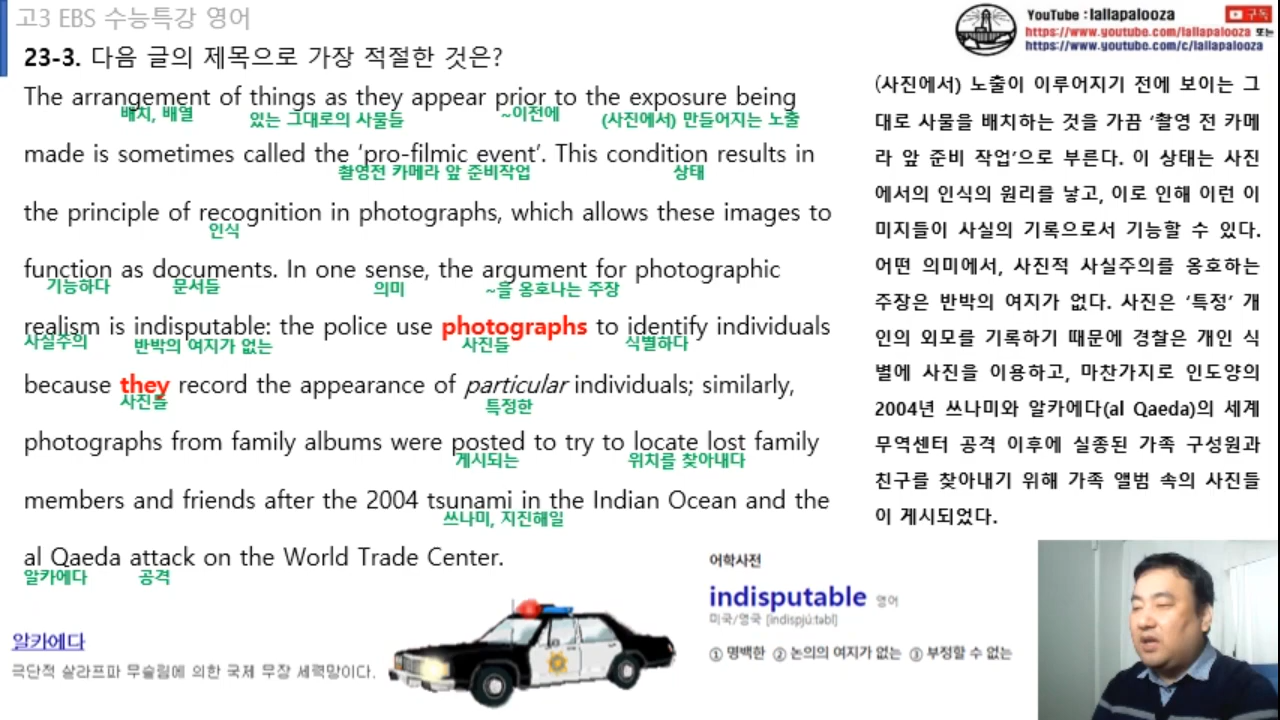 고3 EBS 수능특강 영어
YouTube : lallapalooza
구독
https://www.youtube.com/lallapalooza 또는
https://www.youtube.com/c/lallapalooza
23-3. 다음 글의 제목으로 가장 적절한 것은?
The arrangement of things as they appear prior to the exposure being
배치, 배열 있는 그대로의 사물들 ~이전에 (사진에서) 만들어지는 노출
made is sometimes called the ‘pro-filmic event’. This condition results in
촬영전 카메라 앞 준비작업 상태
the principle of recognition in photographs, which allows these images to
인식
function as documents. In one sense, the argument for photographic
기능하다 문서들 의미 ~을 옹호나는 주장
realism is indisputable: the police use photographs to identify individuals
사실주의 반박의 여지가 없는 사진들 식별하다
because they record the appearance of particular individuals; similarly,
사진들 특정한
photographs from family albums were posted to try to locate lost family
게시되는 위치를 찾아내다
members and friends after the 2004 tsunami in the Indian Ocean and the
쓰나미, 지진해일
al Qaeda attack on the World Trade Center.
알카에다 공격
(사진에서) 노출이 이루어지기 전에 보이는 그
대로 사물을 배치하는 것을 가끔 ‘촬영 전 카메
라 앞 준비 작업’으로 부른다. 이 상태는 사진
에서의 인식의 원리를 낳고, 이로 인해 이런 이
미지들이 사실의 기록으로서 기능할 수 있다.
어떤 의미에서, 사진적 사실주의를 옹호하는
주장은 반박의 여지가 없다. 사진은 ‘특정’ 개
인의 외모를 기록하기 때문에 경찰은 개인 식
별에 사진을 이용하고, 마찬가지로 인도양의
2004년 쓰나미와 알카에다(al Qaeda)의 세계
무역센터 공격 이후에 실종된 가족 구성원과
친구를 찾아내기 위해 가족 앨범 속의 사진들
이 게시되었다.
알카에다
극단적 살라프파 무슬림에 의한 국제 무장 세력망이다.
어학사전
indisputable 영어
미국/영국 [ìndispjúːtəbl]
① 명백한 ② 논의의 여지가 없는 ③ 부정할 수 없는